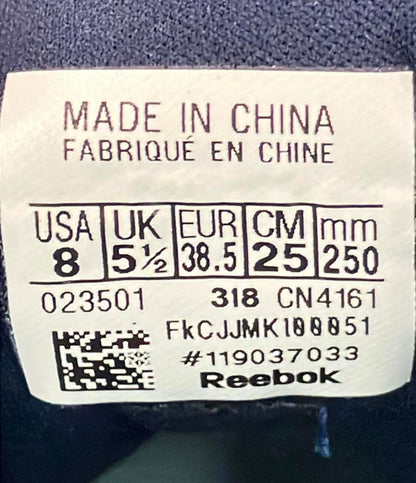 MADE IN CHINA
FABRIQUÉ EN CHINE
USA UK EUR CM mm
8 5½ 38.5 25 250
023501 318 CN4161
FkCJJMKI00051
#119037033
Reebok